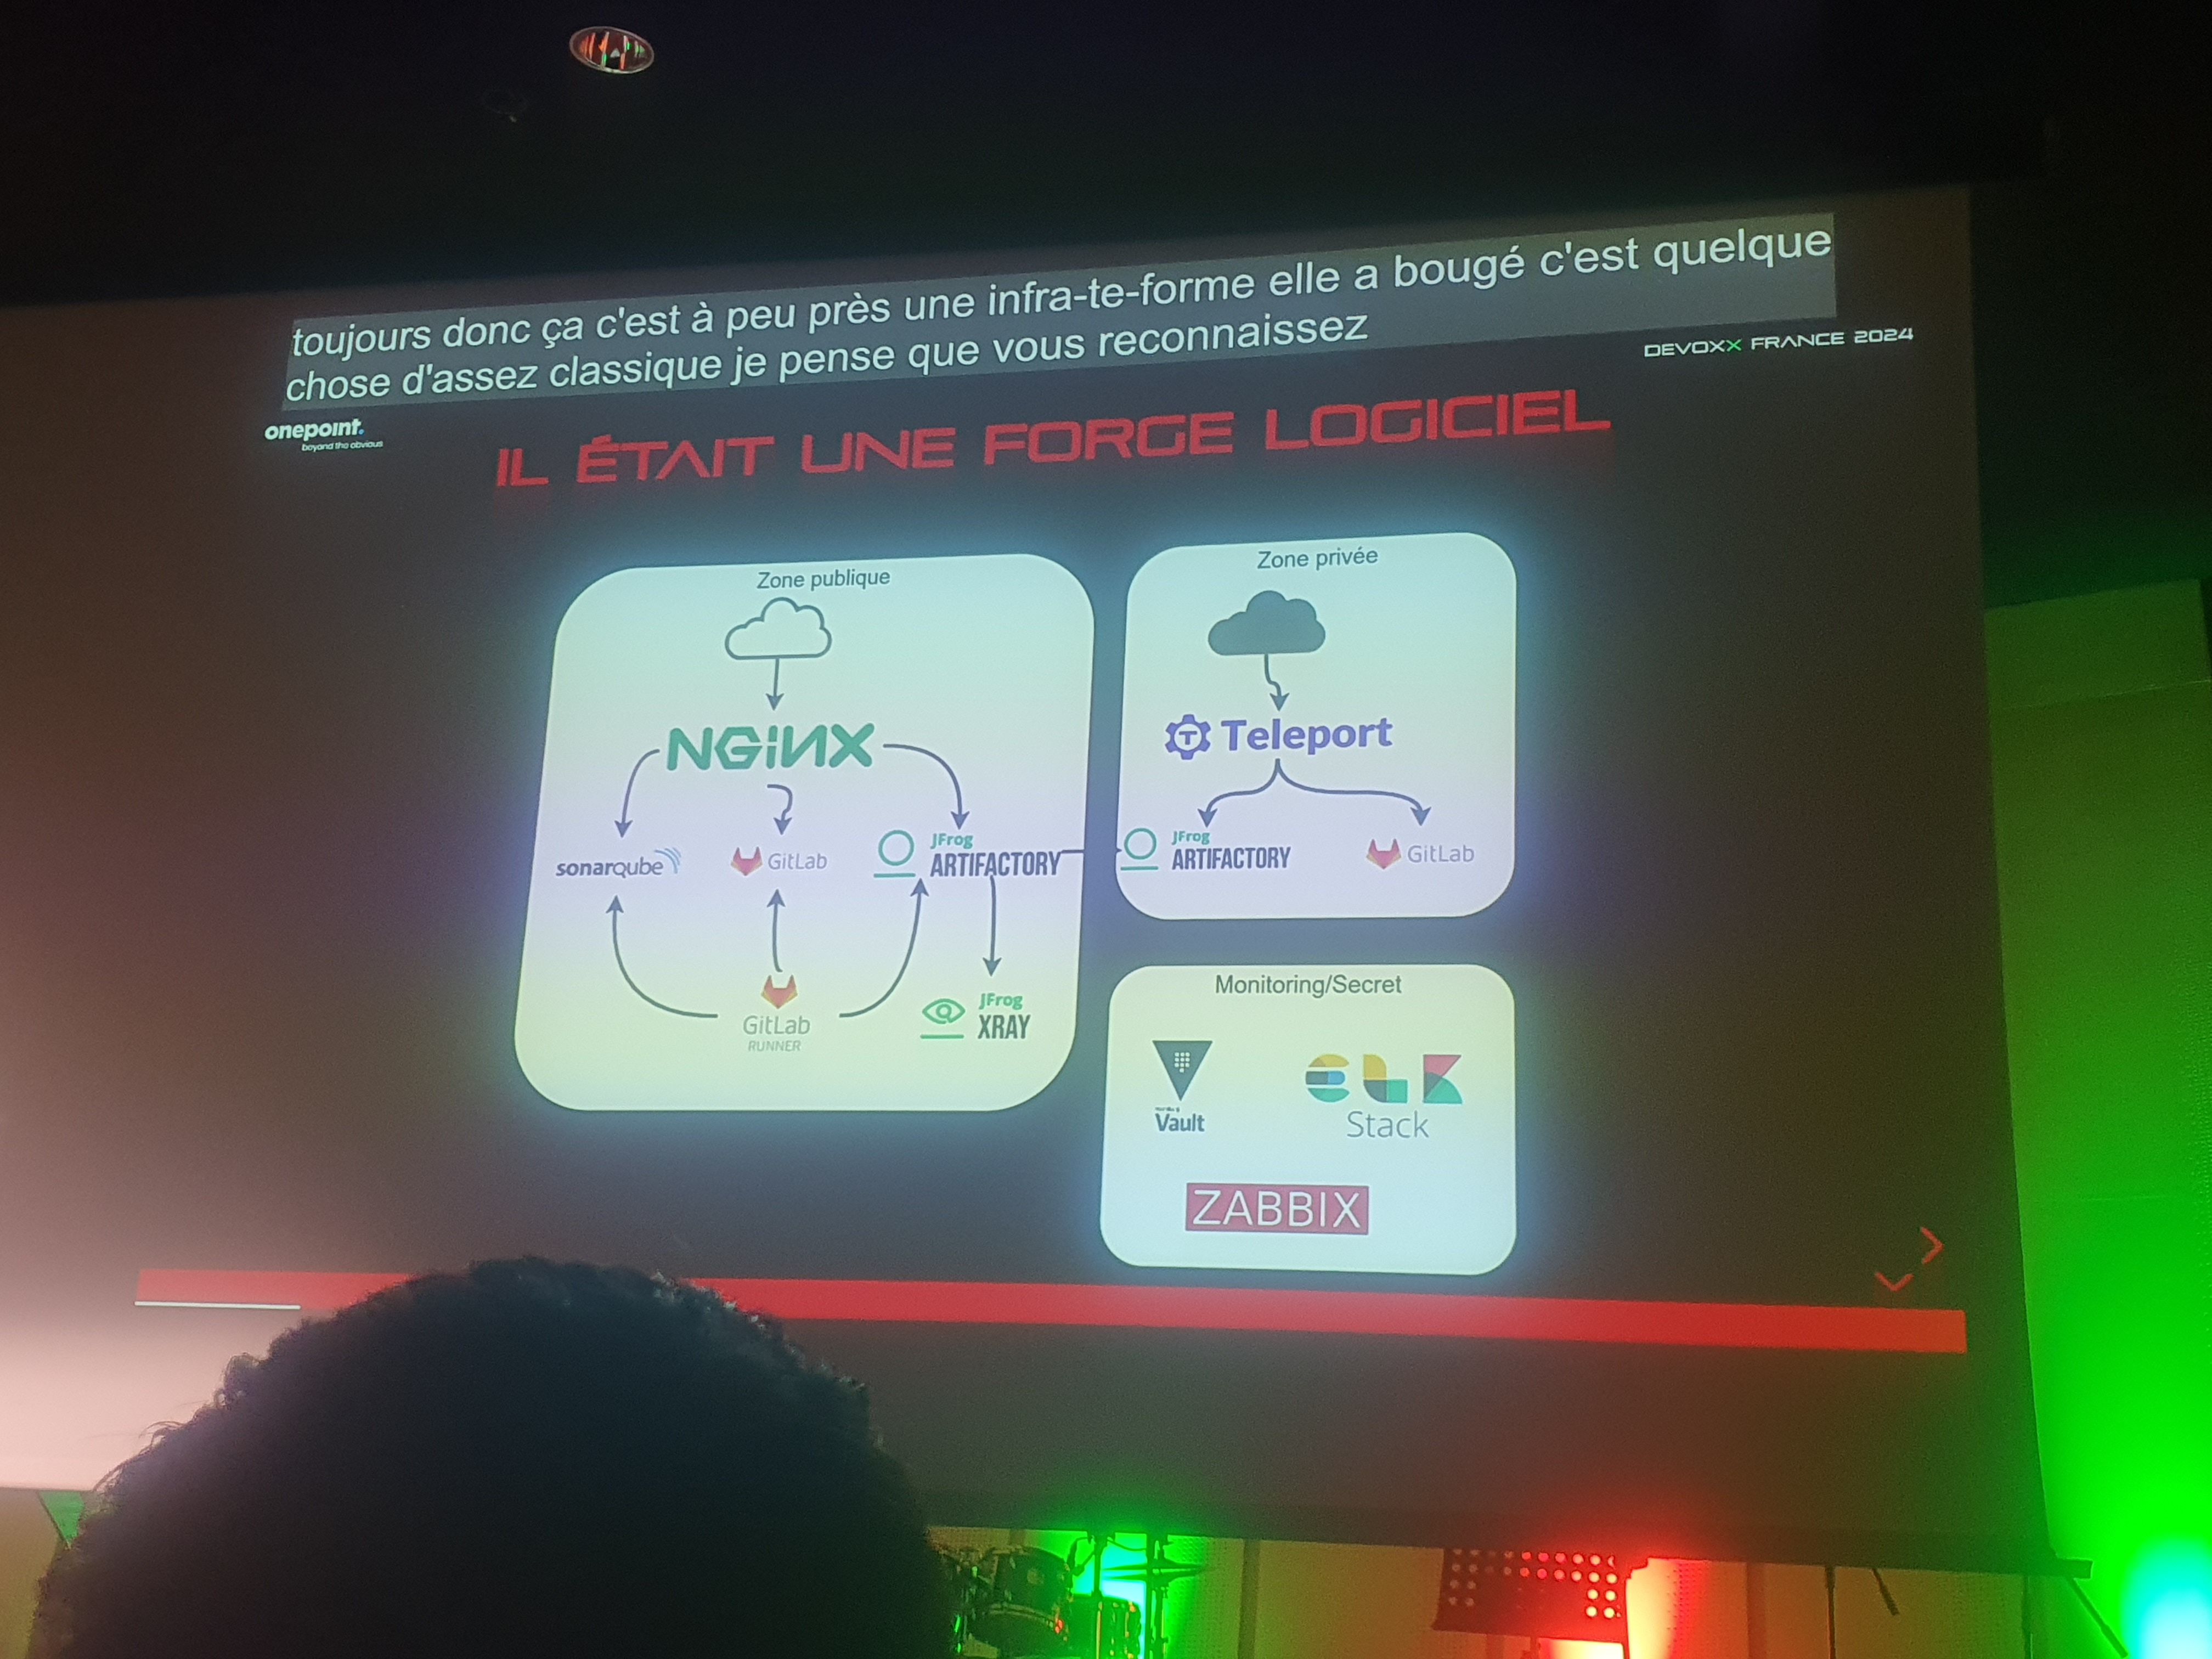 toujours donc ça c'est à peu près une infra-te-forme elle a bougé c'est quelque
chose d'assez classique je pense que vous reconnaissez
DEVOXX FRANCE 2024
onepoint.
beyond the obvious
IL ÉTAIT UNE FORGE LOGICIEL
Zone publique
NGINX
sonarqube
GitLab
JFrog
ARTIFACTORY
GitLab
RUNNER
JFrog
XRAY
Zone privée
Teleport
JFrog
ARTIFACTORY
GitLab
Monitoring/Secret
Vault
ELK
Stack
ZABBIX